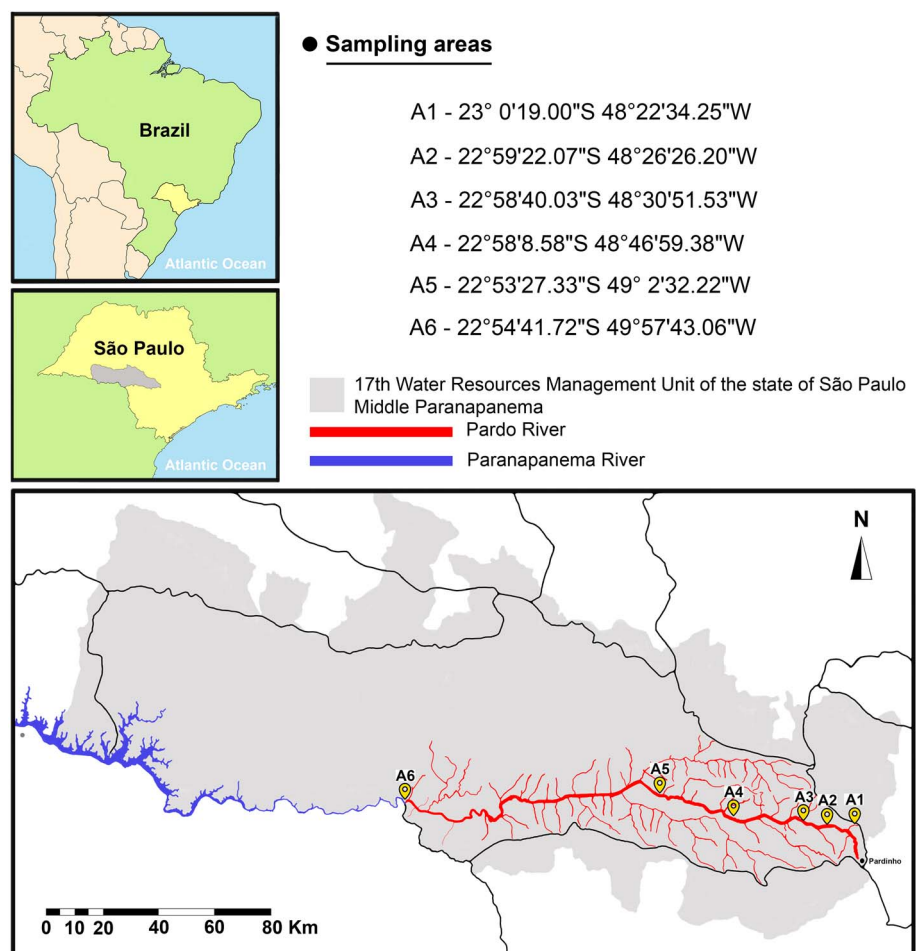 Brazil
Atlantic Ocean
São Paulo
Atlantic Ocean
● Sampling areas
A1 - 23° 0'19.00"S 48°22'34.25"W
A2 - 22°59'22.07"S 48°26'26.20"W
A3 - 22°58'40.03"S 48°30'51.53"W
A4 - 22°58'8.58"S 48°46'59.38"W
A5 - 22°53'27.33"S 49° 2'32.22"W
A6 - 22°54'41.72"S 49°57'43.06"W
17th Water Resources Management Unit of the state of São Paulo
Middle Paranapanema
Pardo River
Paranapanema River
N
A6
A5
A4
A3
A2
A1
Pardinho
0 10 20 40 60 80 Km